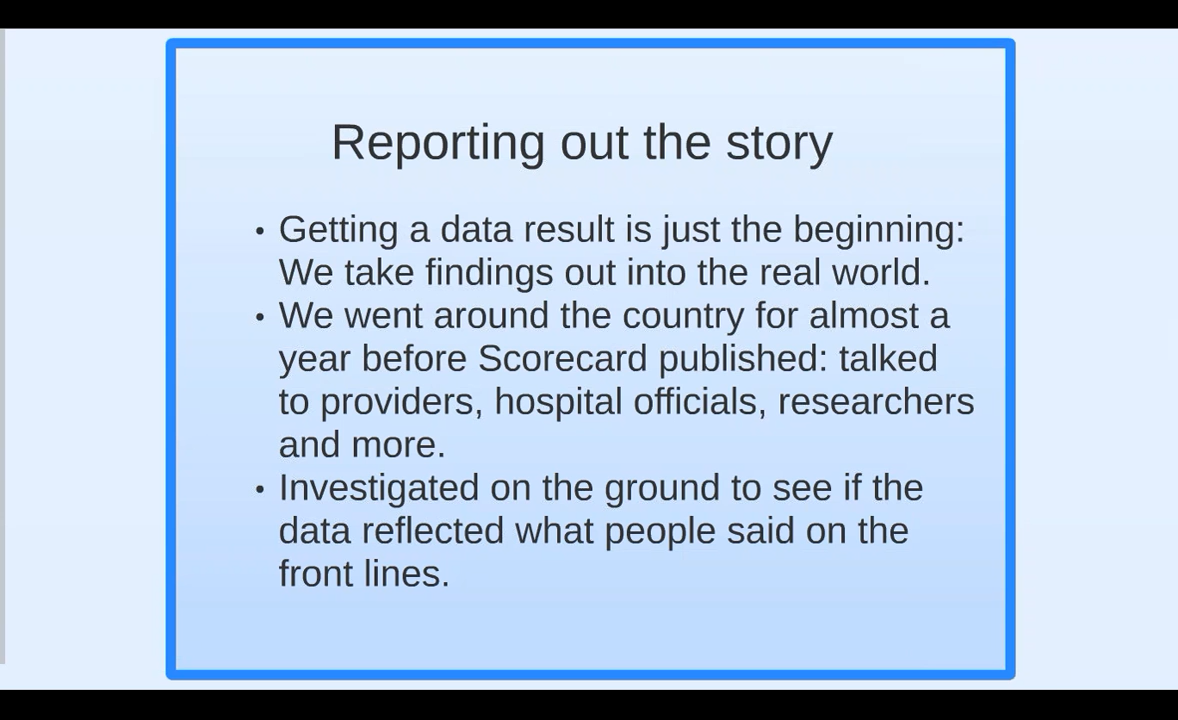 Reporting out the story
• Getting a data result is just the beginning:
We take findings out into the real world.
• We went around the country for almost a
year before Scorecard published: talked
to providers, hospital officials, researchers
and more.
• Investigated on the ground to see if the
data reflected what people said on the
front lines.